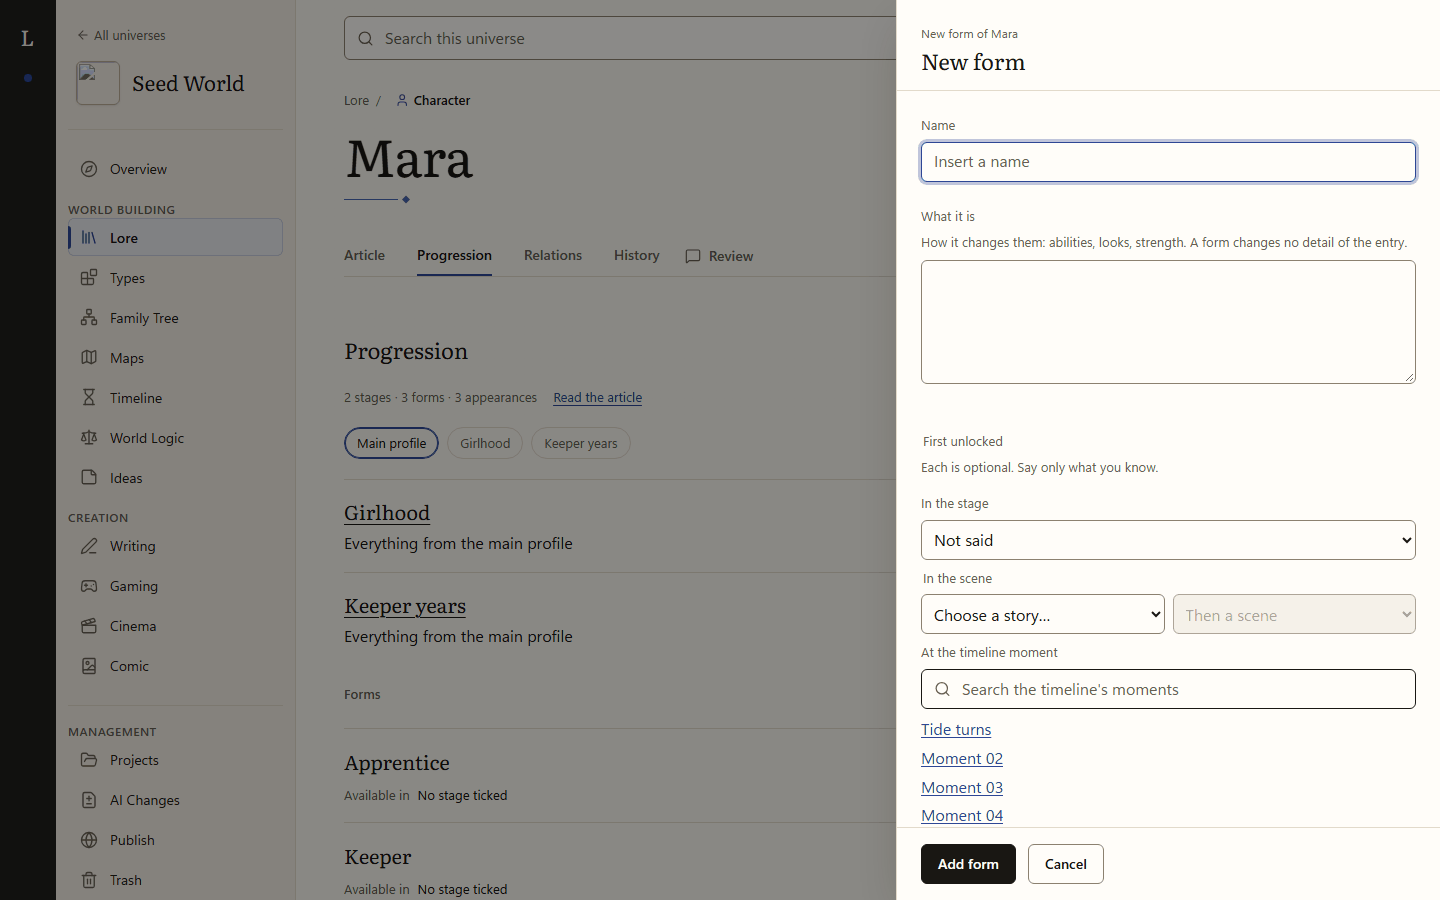 L
All universes
Seed World
Overview
WORLD BUILDING
Lore
Types
Family Tree
Maps
Timeline
World Logic
Ideas
CREATION
Writing
Gaming
Cinema
Comic
MANAGEMENT
Projects
AI Changes
Publish
Trash
Search this universe
Lore / Character
Mara
Article Progression Relations History Review
Progression
2 stages · 3 forms · 3 appearances Read the article
Main profile Girlhood Keeper years
Girlhood
Everything from the main profile
Keeper years
Everything from the main profile
Forms
Apprentice
Available in No stage ticked
Keeper
Available in No stage ticked
New form of Mara
New form
Name
Insert a name
What it is
How it changes them: abilities, looks, strength. A form changes no detail of the entry.
First unlocked
Each is optional. Say only what you know.
In the stage
Not said
In the scene
Choose a story... Then a scene
At the timeline moment
Search the timeline's moments
Tide turns
Moment 02
Moment 03
Moment 04
Add form Cancel